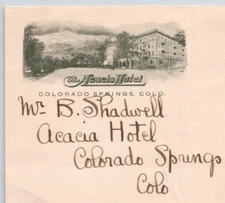 The Acacia Hotel
COLORADO SPRINGS, COLO.
Mr. B. Shadwell
Acacia Hotel
Colorado Springs
Colo